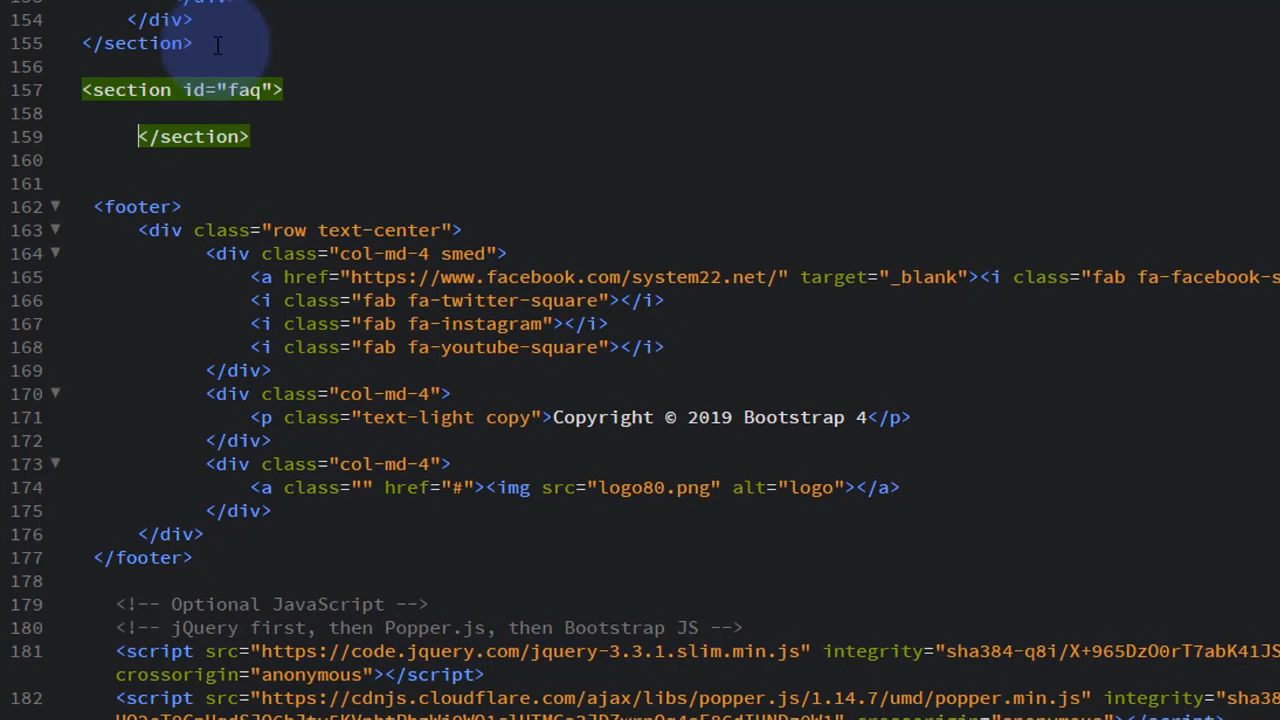 153 </div>
154 </div>
155 </section>
156
157 <section id="faq">
158
159 </section>
160
161
162 <footer>
163 <div class="row text-center">
164 <div class="col-md-4 smed">
165 <a href="https://www.facebook.com/system22.net/" target="_blank"><i class="fab fa-facebook-s
166 <i class="fab fa-twitter-square"></i>
167 <i class="fab fa-instagram"></i>
168 <i class="fab fa-youtube-square"></i>
169 </div>
170 <div class="col-md-4">
171 <p class="text-light copy">Copyright © 2019 Bootstrap 4</p>
172 </div>
173 <div class="col-md-4">
174 <a class="" href="#"><img src="logo80.png" alt="logo"></a>
175 </div>
176 </div>
177 </footer>
178
179 <!-- Optional JavaScript -->
180 <!-- jQuery first, then Popper.js, then Bootstrap JS -->
181 <script src="https://code.jquery.com/jquery-3.3.1.slim.min.js" integrity="sha384-q8i/X+965DzO0rT7abK41JS
crossorigin="anonymous"></script>
182 <script src="https://cdnjs.cloudflare.com/ajax/libs/popper.js/1.14.7/umd/popper.min.js" integrity="sha38